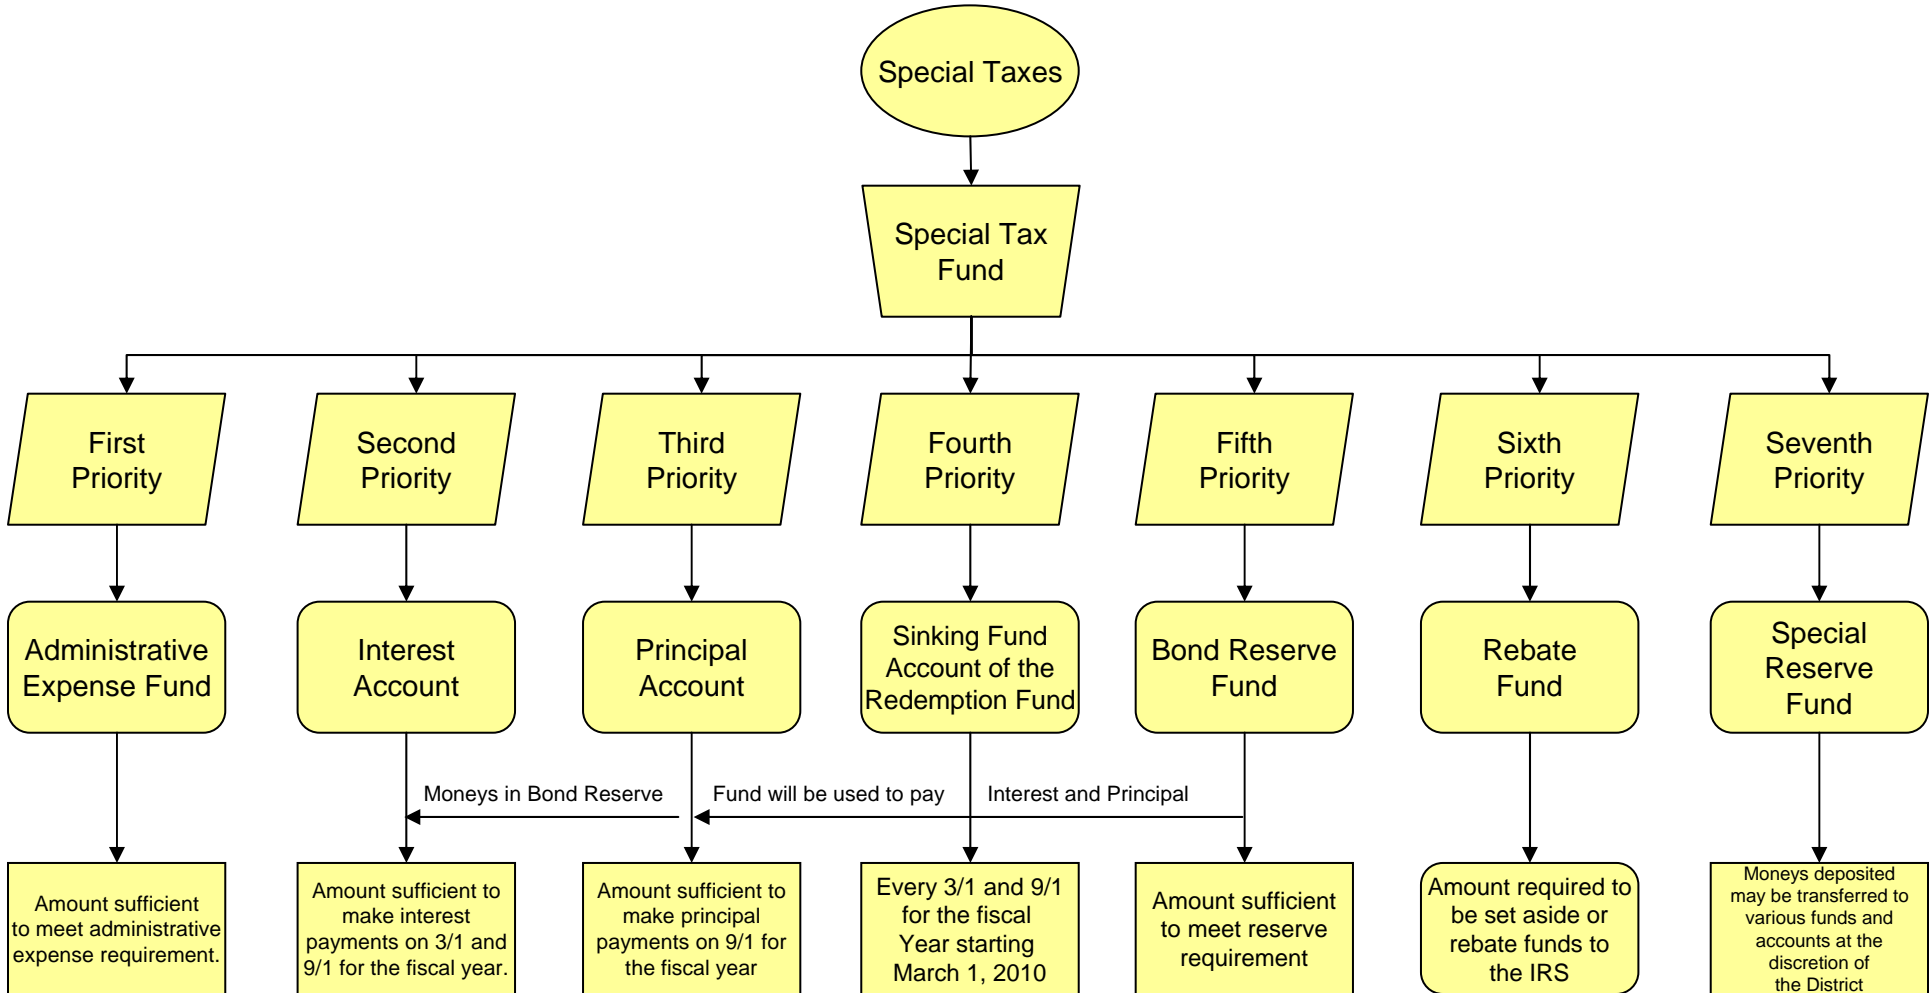 Special Taxes
Special Tax
Fund
First
Priority
Second
Priority
Third
Priority
Fourth
Priority
Fifth
Priority
Sixth
Priority
Seventh
Priority
Administrative
Expense Fund
Interest
Account
Principal
Account
Sinking Fund
Account of the
Redemption Fund
Bond Reserve
Fund
Rebate
Fund
Special
Reserve
Fund
Moneys in Bond Reserve Fund will be used to pay Interest and Principal
Amount sufficient
to meet administrative
expense requirement.
Amount sufficient to
make interest
payments on 3/1 and
9/1 for the fiscal year.
Amount sufficient to
make principal
payments on 9/1 for
the fiscal year
Every 3/1 and 9/1
for the fiscal
Year starting
March 1, 2010
Amount sufficient
to meet reserve
requirement
Amount required to
be set aside or
rebate funds to
the IRS
Moneys deposited
may be transferred to
various funds and
accounts at the
discretion of
the District